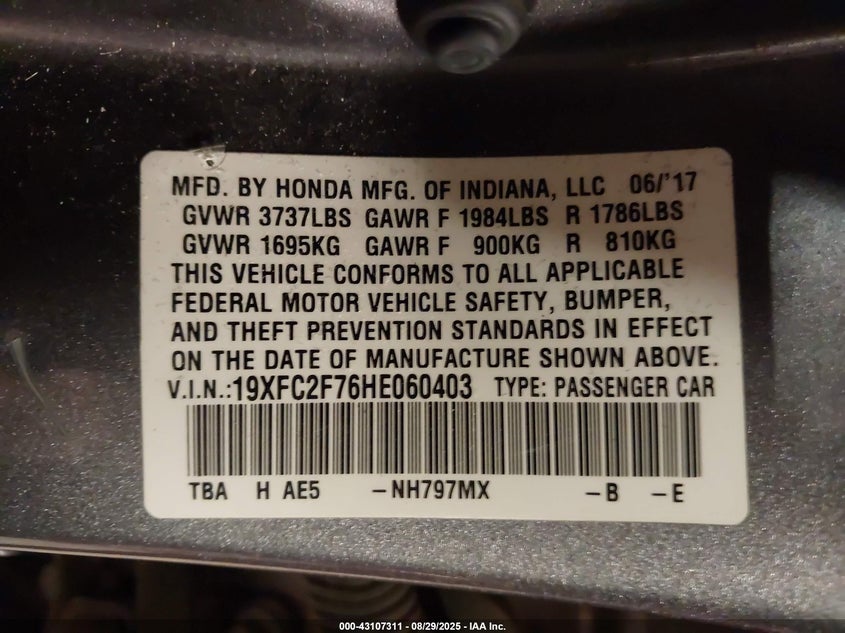 MFD. BY HONDA MFG. OF INDIANA, LLC 06/'17
GVWR 3737LBS GAWR F 1984LBS R 1786LBS
GVWR 1695KG GAWR F 900KG R 810KG
THIS VEHICLE CONFORMS TO ALL APPLICABLE
FEDERAL MOTOR VEHICLE SAFETY, BUMPER,
AND THEFT PREVENTION STANDARDS IN EFFECT
ON THE DATE OF MANUFACTURE SHOWN ABOVE.
V.I.N.:19XFC2F76HE060403 TYPE: PASSENGER CAR
TBA H AE5 -NH797MX -B -E
000-43107311 - 08/29/2025 - IAA Inc.